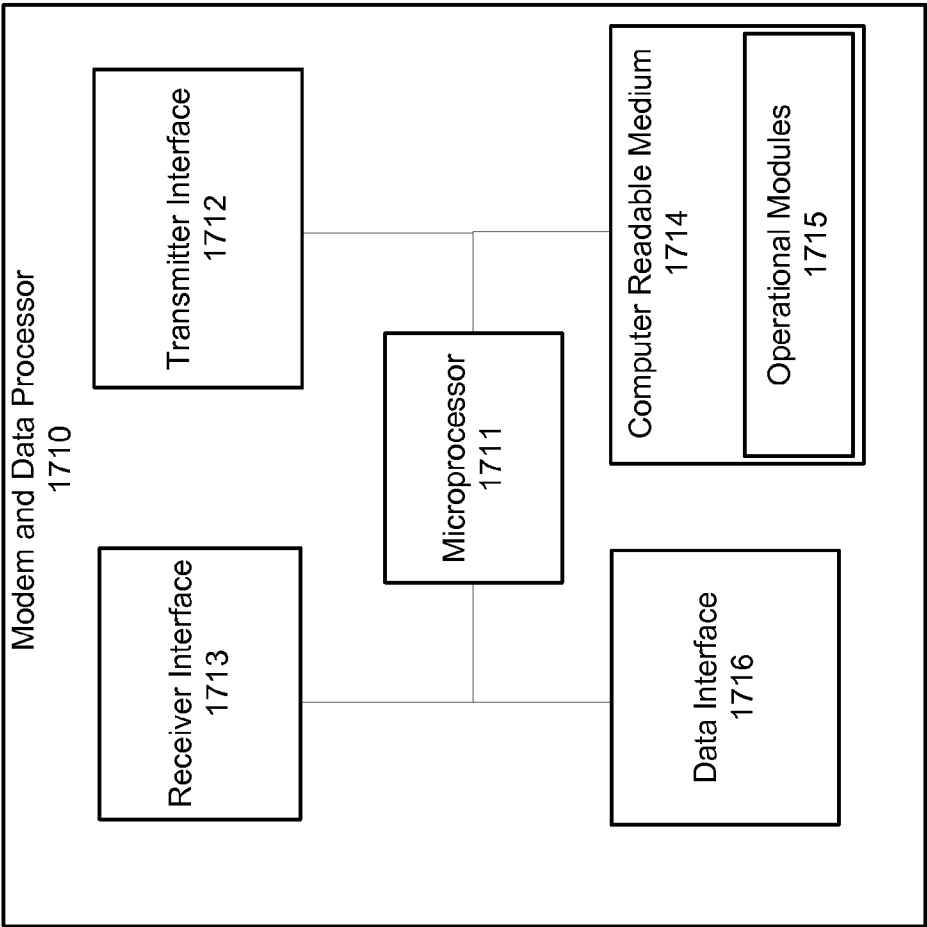 Modem and Data Processor
1710
Receiver Interface
1713
Transmitter Interface
1712
Microprocessor
1711
Data Interface
1716
Computer Readable Medium
1714
Operational Modules
1715